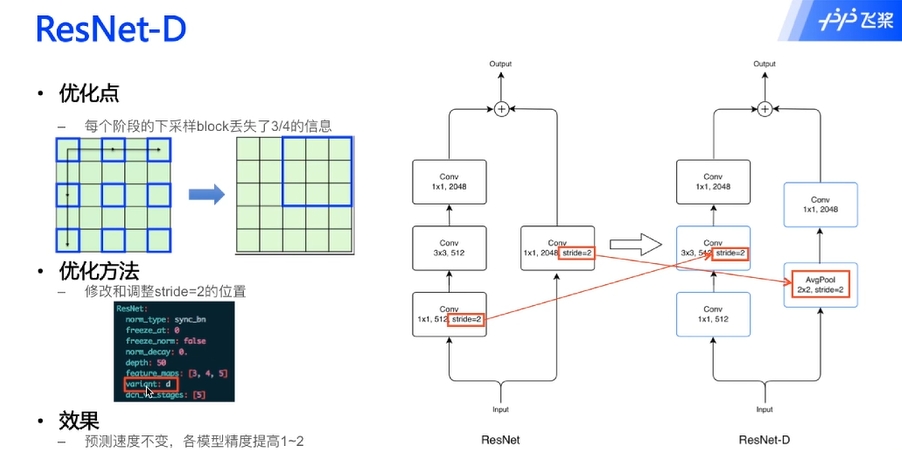 ResNet-D
飞桨
• 优化点
– 每个阶段的下采样block丢失了3/4的信息
• 优化方法
– 修改和调整stride=2的位置
ResNet:
norm_type: sync_bn
freeze_at: 0
freeze_norm: false
norm_decay: 0.
depth: 50
feature_maps: [3, 4, 5]
variant: d
dcn_v2_stages: [5]
• 效果
– 预测速度不变，各模型精度提高1~2
Output
+
Conv
1x1, 2048
Conv
3x3, 512
Conv
1x1, 512 stride=2
Conv
1x1, 2048 stride=2
Input
ResNet
Output
+
Conv
1x1, 2048
Conv
3x3, 512 stride=2
Conv
1x1, 512
Conv
1x1, 2048
AvgPool
2x2, stride=2
Input
ResNet-D